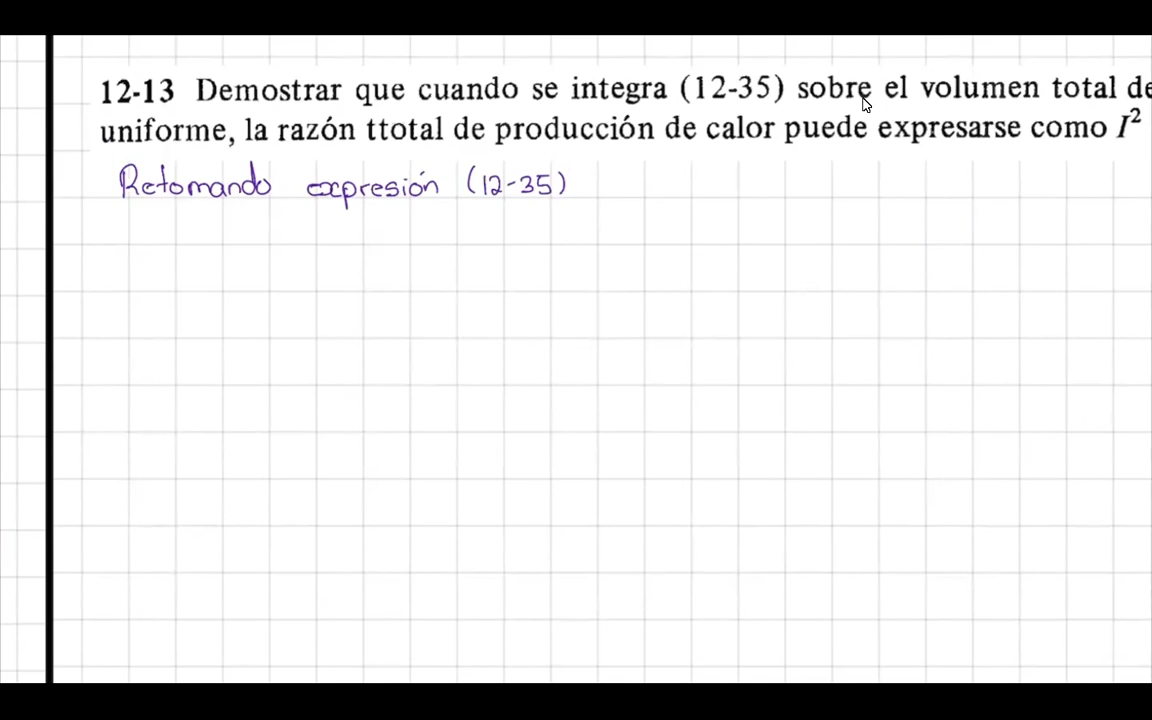 12-13 Demostrar que cuando se integra (12-35) sobre el volumen total de
uniforme, la razón ttotal de producción de calor puede expresarse como I²
Retomando expresión (12-35)